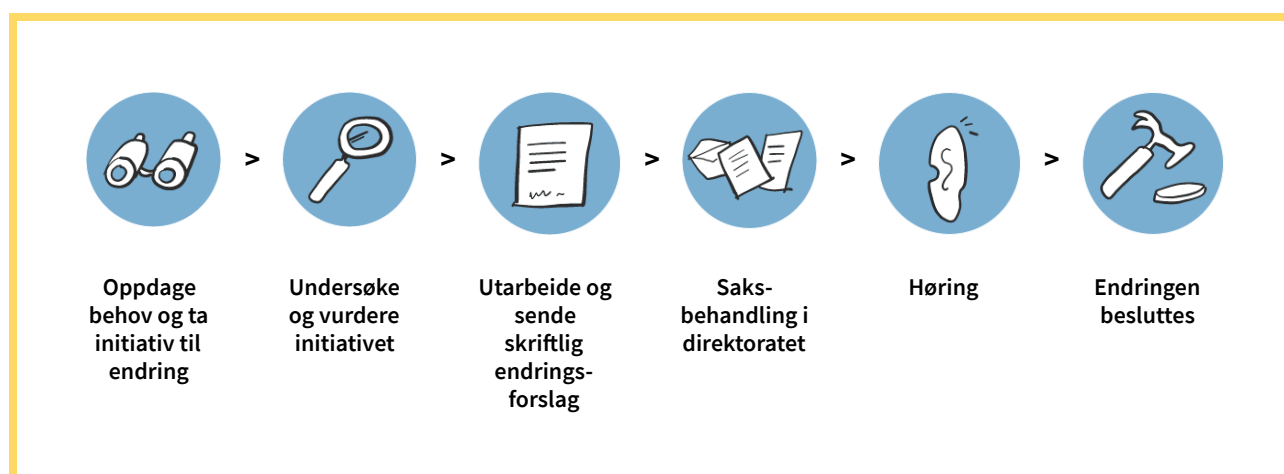 >
>
>
>
>
Oppdage
behov og ta
initiativ til
endring
Undersøke
og vurdere
initiativet
Utarbeide og
sende
skriftlig
endrings-
forslag
Saks-
behandling i
direktoratet
Høring
Endringen
besluttes